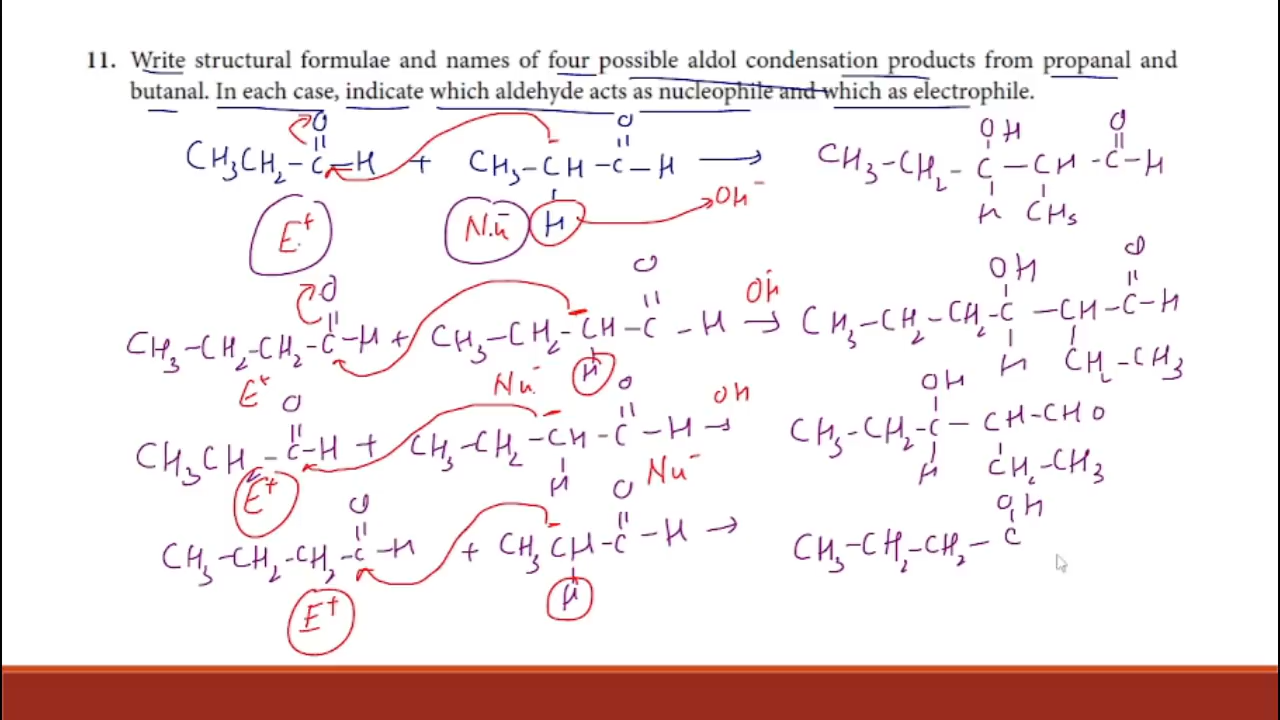 11. Write structural formulae and names of four possible aldol condensation products from propanal and
butanal. In each case, indicate which aldehyde acts as nucleophile and which as electrophile.
O O OH O
CH3CH2-C-H + CH3-CH-C-H → CH3-CH2-C-CH-C-H
H OH⁻ H CH3
E⁺ Nu⁻
O O OH⁻ OH O
CH3-CH2-CH2-C-H + CH3-CH2-CH-C-H → CH3-CH2-CH2-C-CH-C-H
H H CH2-CH3
E⁺ Nu⁻
O O OH OH
CH3CH2-C-H + CH3-CH2-CH-C-H → CH3-CH2-C-CH-CHO
E⁺ H Nu⁻ H CH2-CH3
O O OH
CH3-CH2-CH2-C-H + CH3CH-C-H → CH3-CH2-CH2-C
E⁺ H